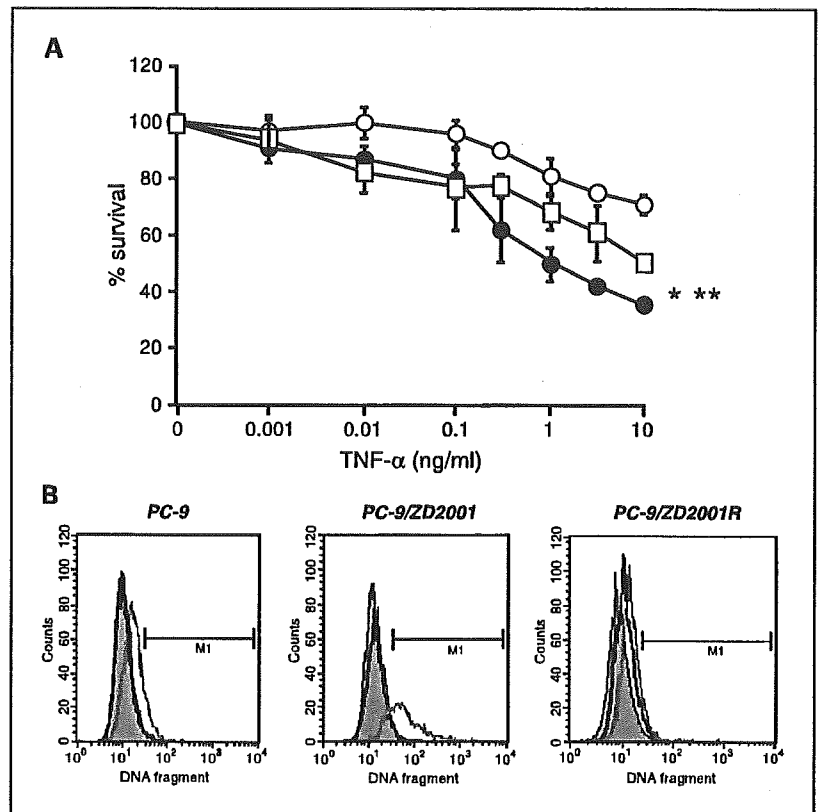 A
120
100
80
60
40
20
0
% survival
* **
0 0.001 0.01 0.1 1 10
TNF-α (ng/ml)
B
PC-9 PC-9/ZD2001 PC-9/ZD2001R
120
100
80
60
40
20
0
Counts
M1
10⁰ 10¹ 10² 10³ 10⁴
DNA fragment
120
100
80
60
40
20
0
Counts
M1
10⁰ 10¹ 10² 10³ 10⁴
DNA fragment
120
100
80
60
40
20
0
Counts
M1
10⁰ 10¹ 10² 10³ 10⁴
DNA fragment